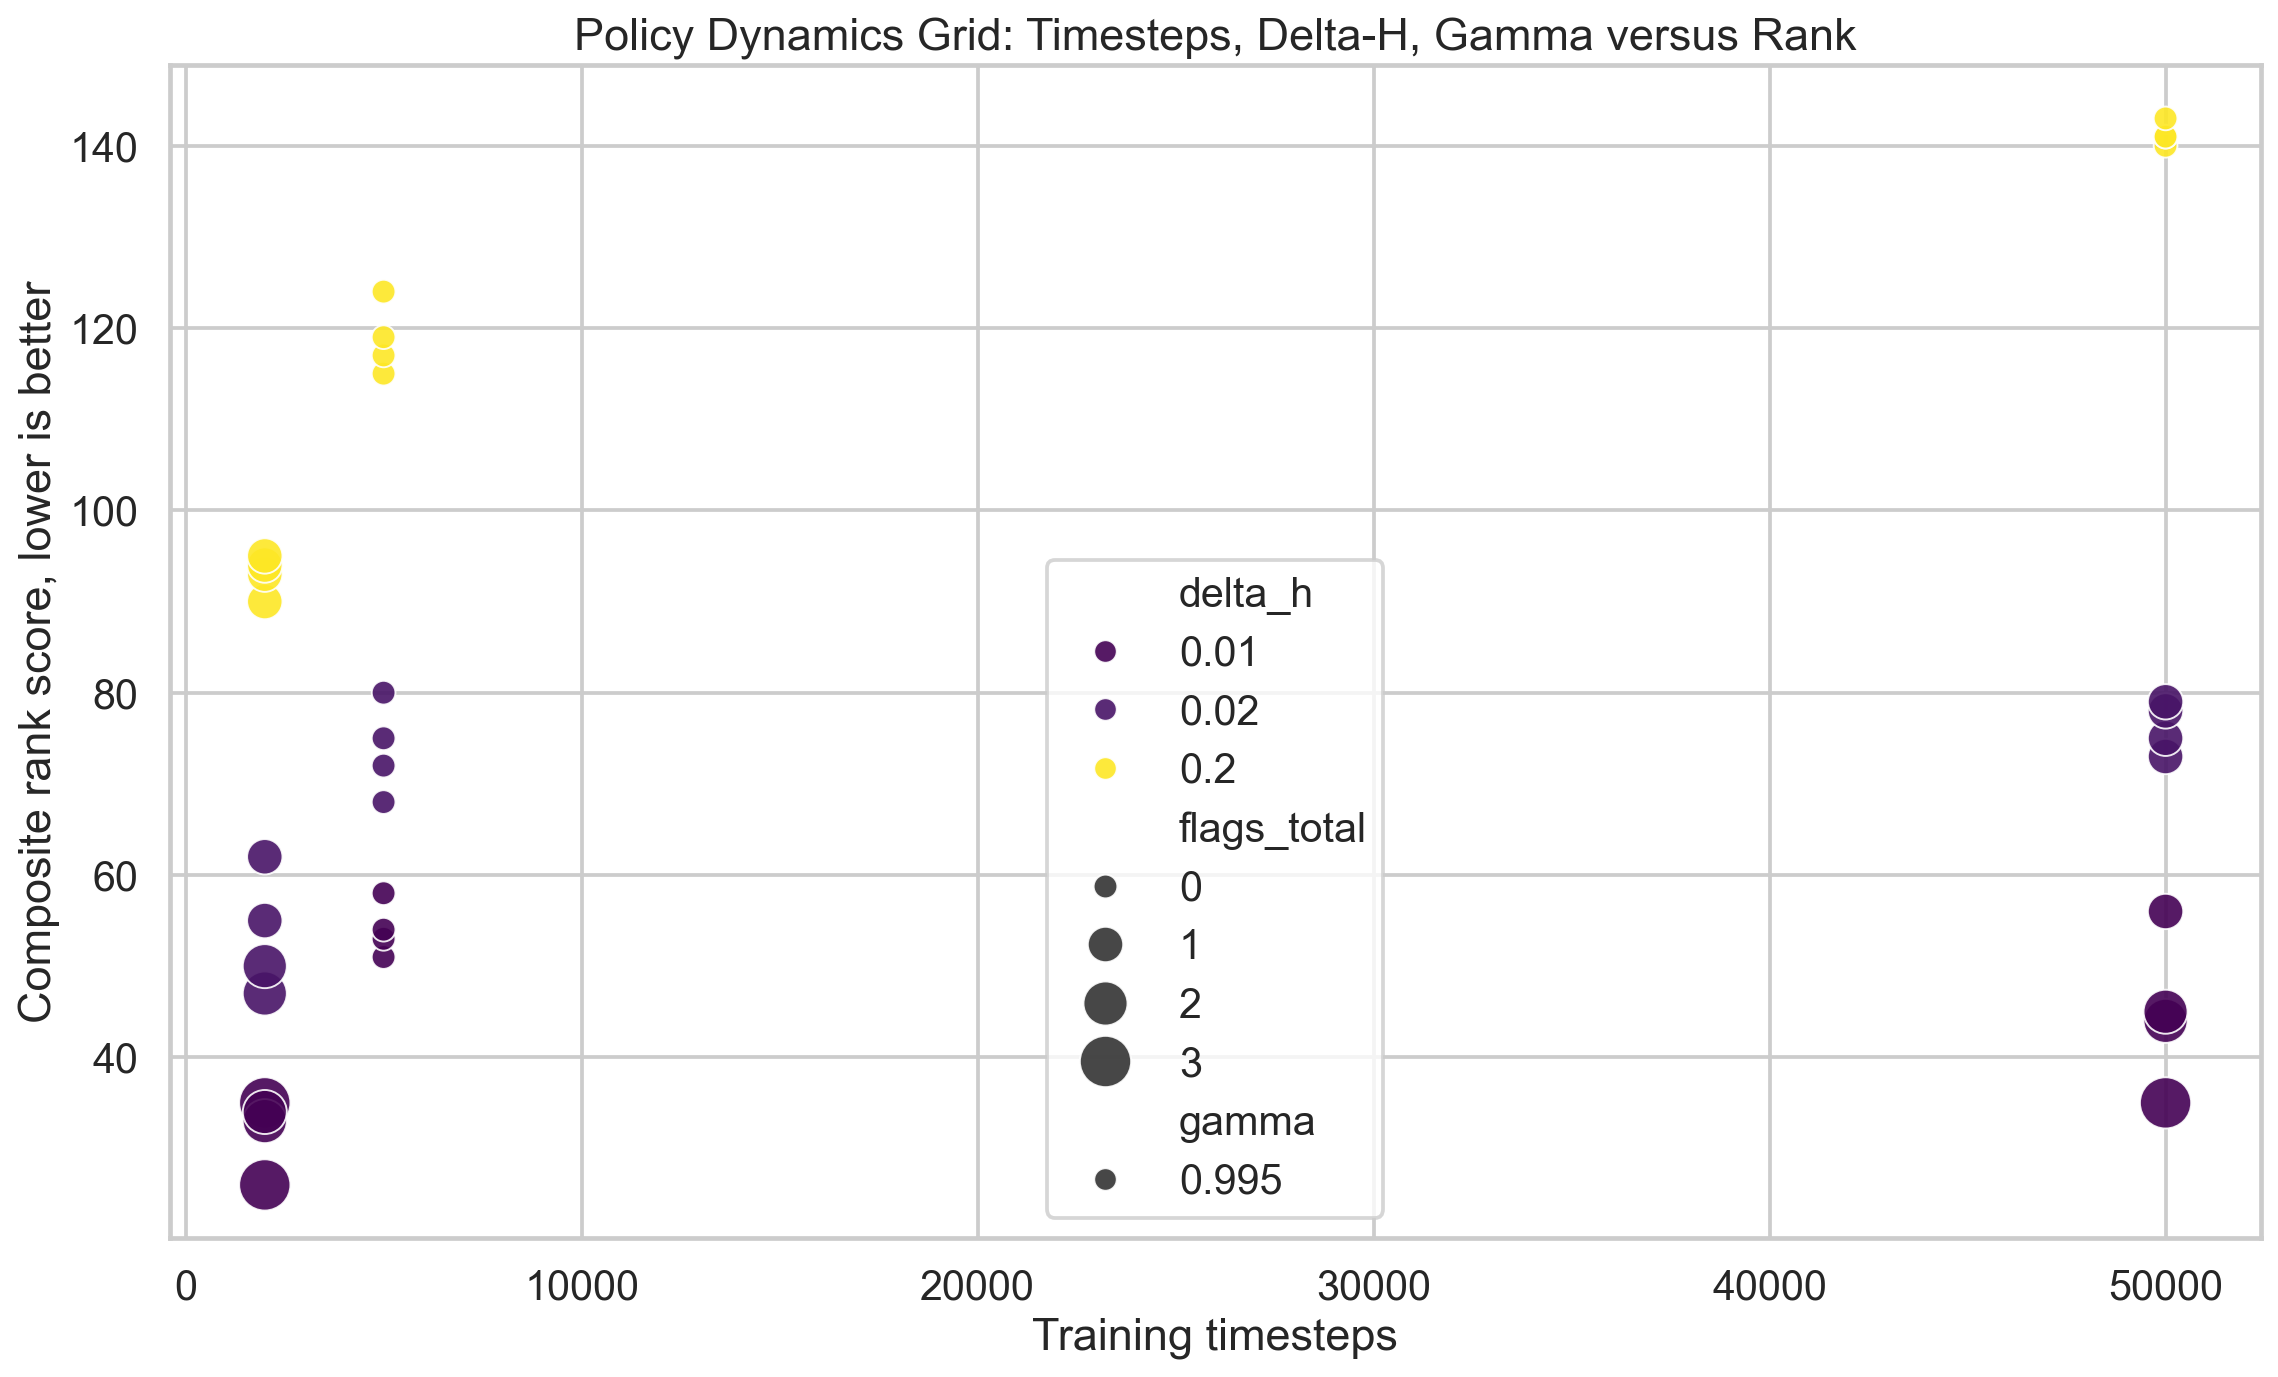 Policy Dynamics Grid: Timesteps, Delta-H, Gamma versus Rank
Composite rank score, lower is better
140
120
100
80
60
40
delta_h
0.01
0.02
0.2
flags_total
0
1
2
3
gamma
0.995
0 10000 20000 30000 40000 50000
Training timesteps